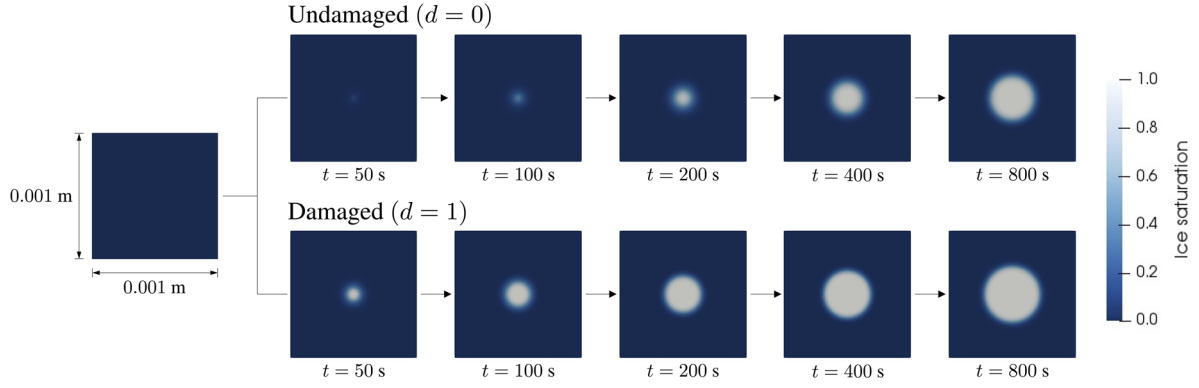 Undamaged (d = 0)
t = 50 s
t = 100 s
t = 200 s
t = 400 s
t = 800 s
0.001 m
0.001 m
Damaged (d = 1)
t = 50 s
t = 100 s
t = 200 s
t = 400 s
t = 800 s
1.0
0.8
0.6
0.4
0.2
0.0
Ice saturation